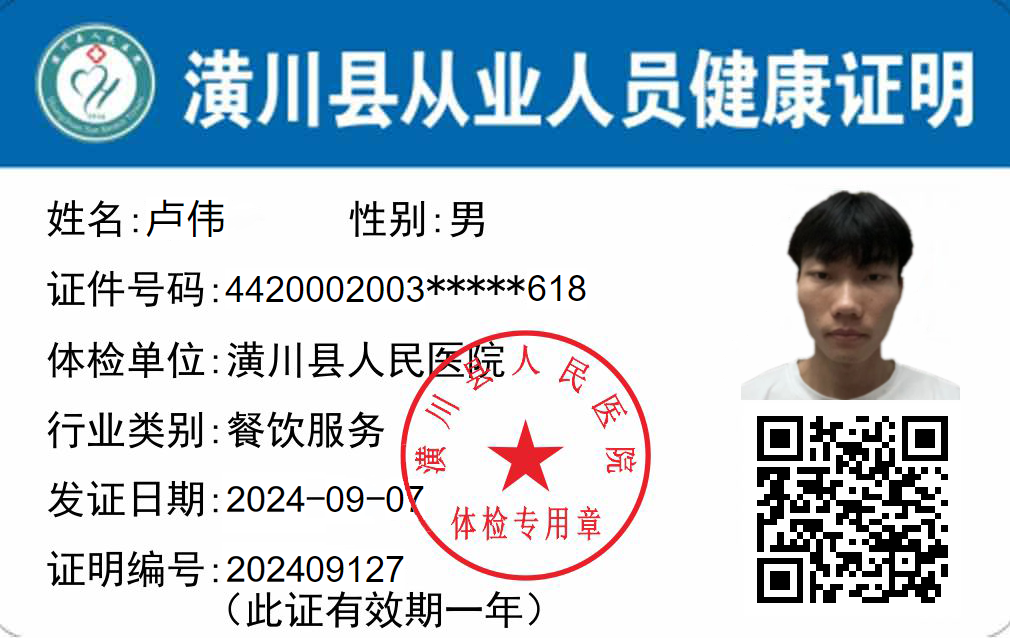 潢川县从业人员健康证明
姓名:卢伟 性别:男
证件号码:4420002003*****618
体检单位:潢川县人民医院
行业类别:餐饮服务
发证日期:2024-09-07
证明编号:202409127
(此证有效期一年)
潢川县人民医院
体检专用章